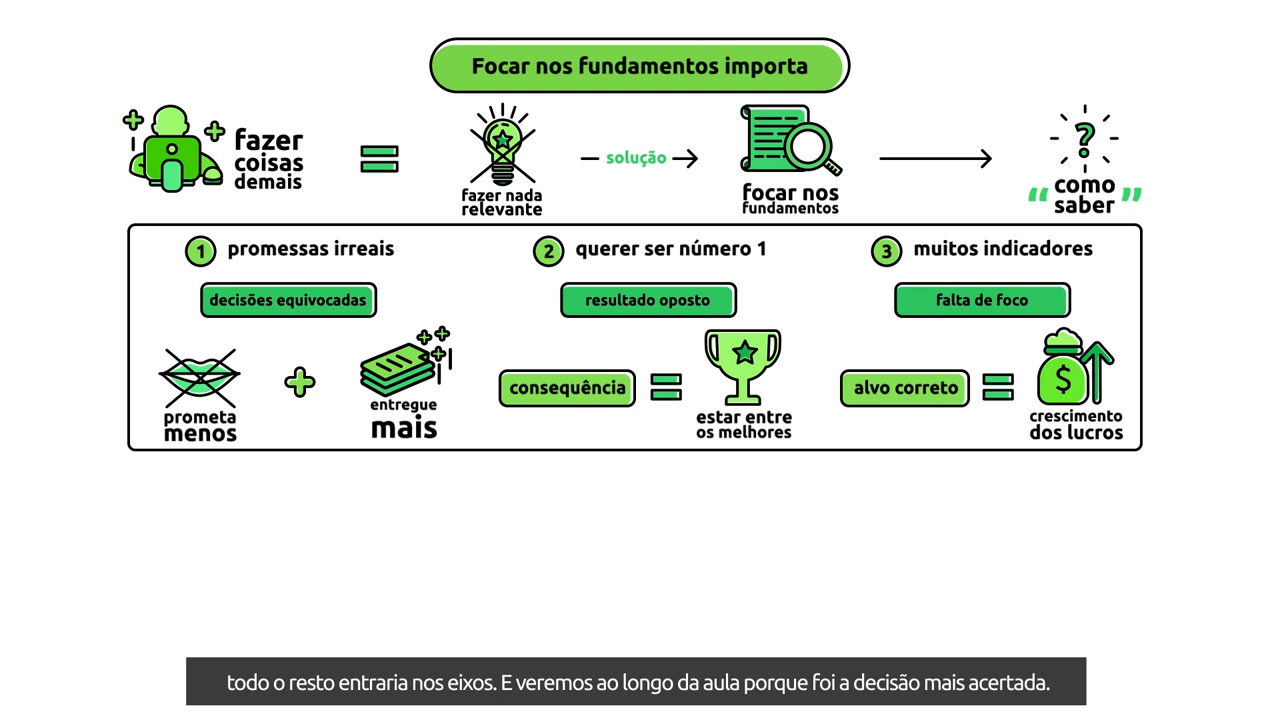 Focar nos fundamentos importa
fazer
coisas
demais
fazer nada
relevante
solução
focar nos
fundamentos
?
“ como
saber ”
1 promessas irreais
decisões equivocadas
prometa
menos
entregue
mais
2 querer ser número 1
resultado oposto
consequência
estar entre
os melhores
3 muitos indicadores
falta de foco
alvo correto
$
crescimento
dos lucros
todo o resto entraria nos eixos. E veremos ao longo da aula porque foi a decisão mais acertada.